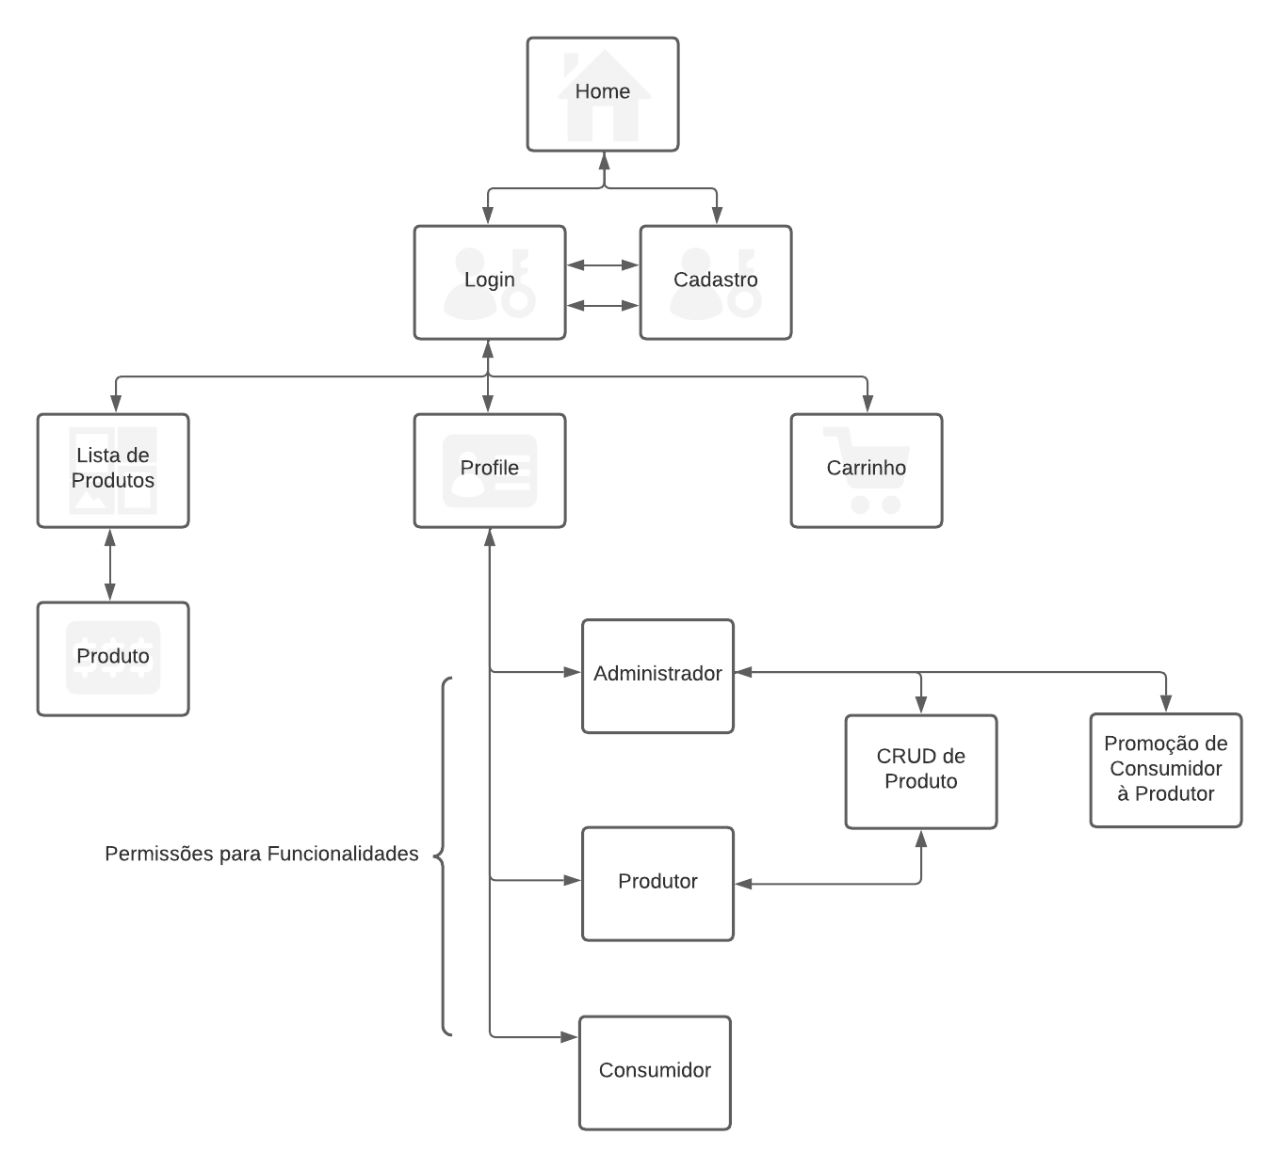 Home
Login
Cadastro
Lista de
Produtos
Profile
Carrinho
Produto
Administrador
CRUD de
Produto
Promoção de
Consumidor
à Produtor
Permissões para Funcionalidades
Produtor
Consumidor